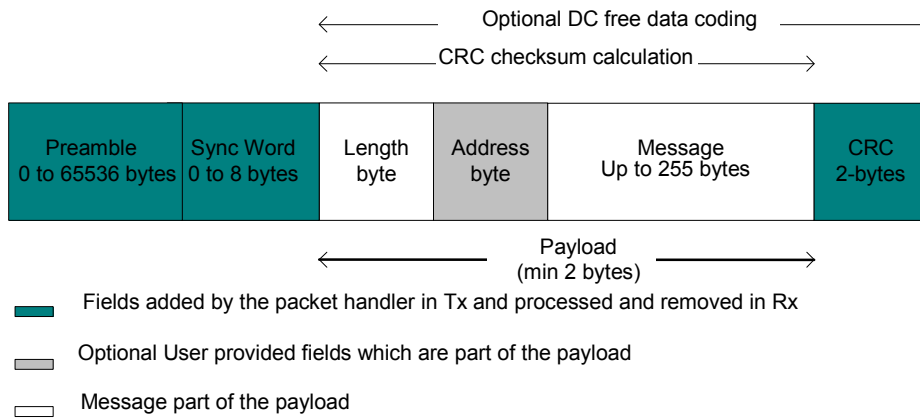 Optional DC free data coding
CRC checksum calculation
Preamble
0 to 65536 bytes
Sync Word
0 to 8 bytes
Length
byte
Address
byte
Message
Up to 255 bytes
CRC
2-bytes
Payload
(min 2 bytes)
Fields added by the packet handler in Tx and processed and removed in Rx
Optional User provided fields which are part of the payload
Message part of the payload